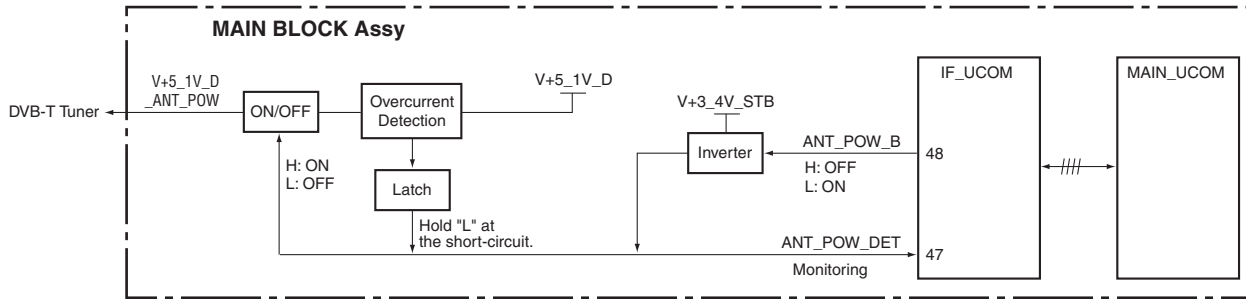 MAIN BLOCK Assy
V+5_1V_D
_ANT_POW
DVB-T Tuner
ON/OFF
H: ON
L: OFF
Overcurrent
Detection
V+5_1V_D
Latch
Hold "L" at
the short-circuit.
V+3_4V_STB
Inverter
ANT_POW_B
H: OFF
L: ON
ANT_POW_DET
Monitoring
IF_UCOM
48
47
MAIN_UCOM